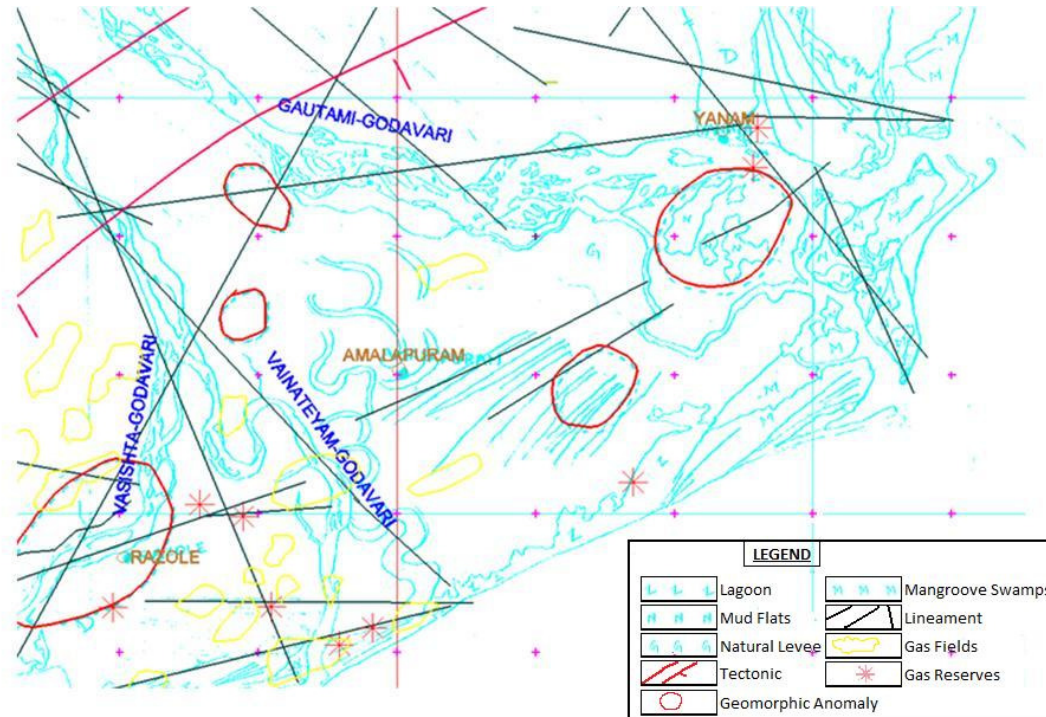 GAUTAMI-GODAVARI
YANAM
AMALAPURAM
VAINATEYAM-GODAVARI
VASISHTA-GODAVARI
RAZOLE
D
M
M
M
G
N
N
N
N
M
M
L
L
LEGEND
L L L Lagoon
N N N Mud Flats
G G G Natural Levee
Tectonic
Geomorphic Anomaly
M M M Mangroove Swamps
Lineament
Gas Fields
Gas Reserves